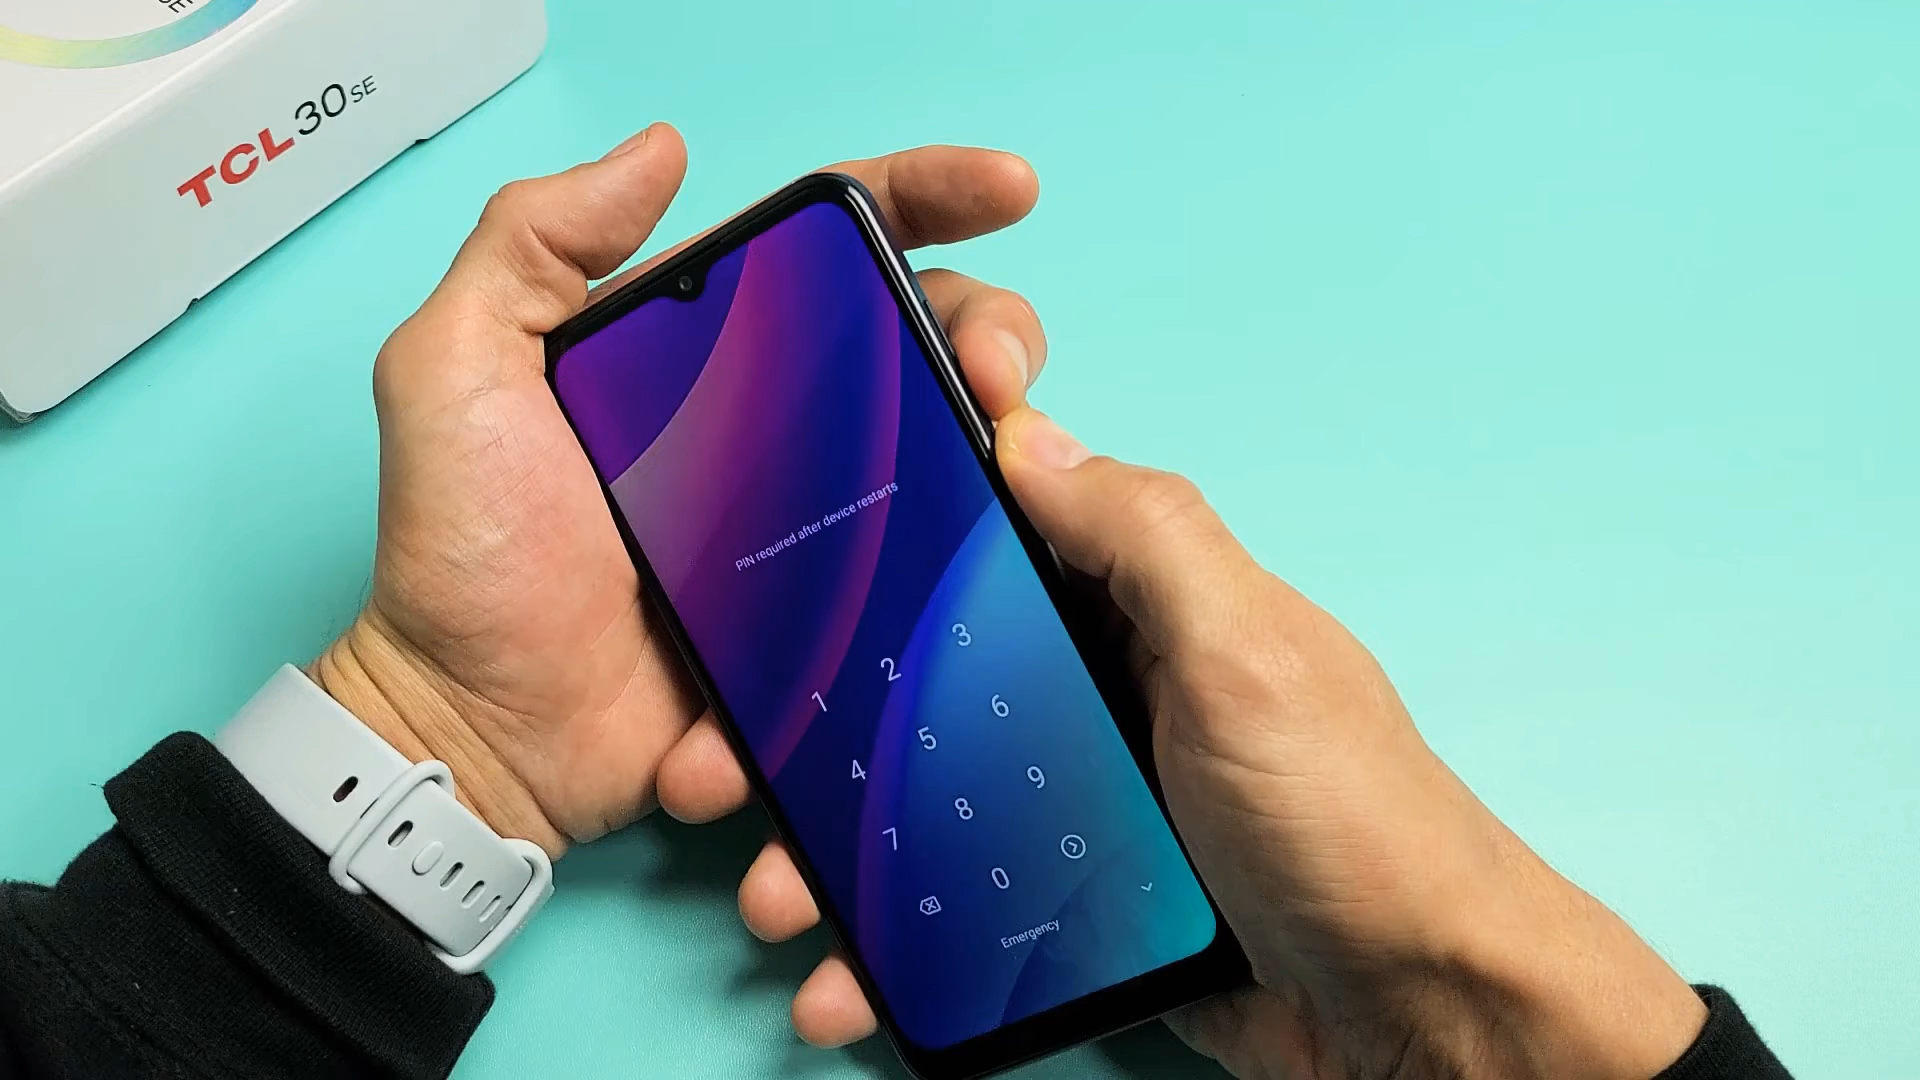 TCL 30 SE
PIN required after device restarts
1 2 3
4 5 6
7 8 9
0
Emergency